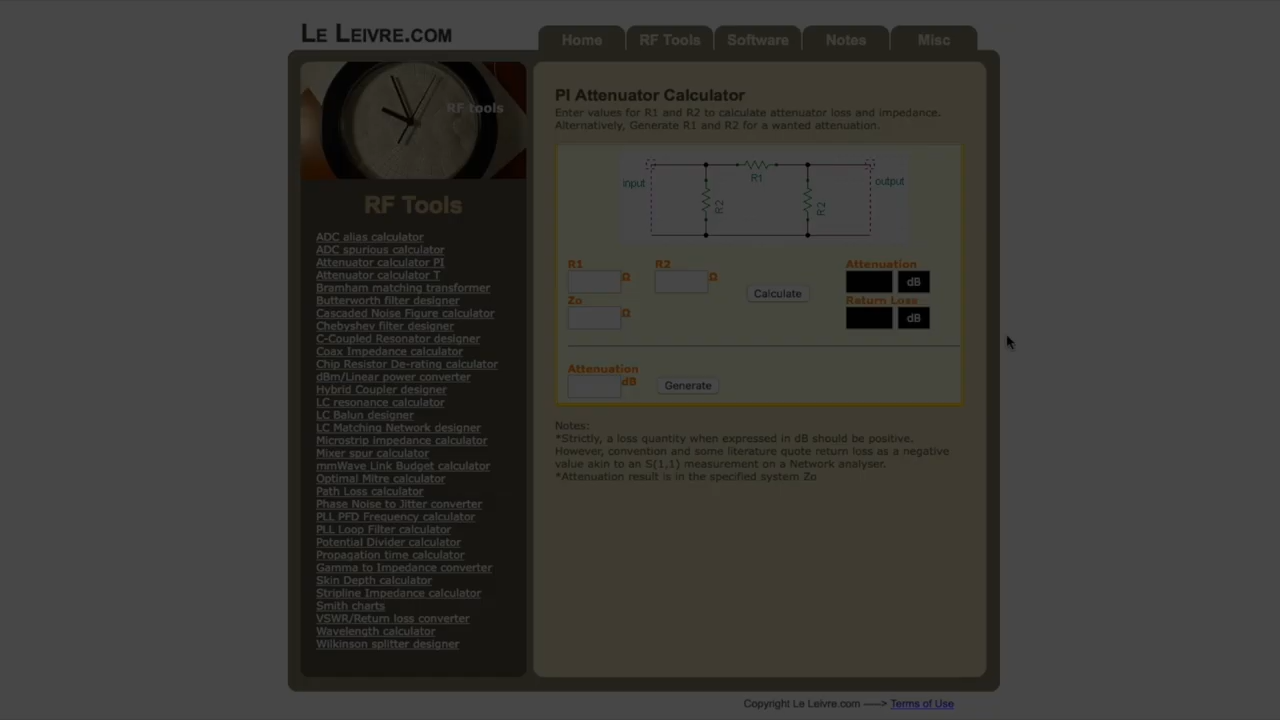 LE LEIVRE.COM
Home
RF Tools
Software
Notes
Misc
RF tools
RF Tools
ADC alias calculator
ADC spurious calculator
Attenuator calculator PI
Attenuator calculator T
Bramham matching transformer
Butterworth filter designer
Cascaded Noise Figure calculator
Chebyshev filter designer
C-Coupled Resonator designer
Coax Impedance calculator
Chip Resistor De-rating calculator
dBm/Linear power converter
Hybrid Coupler designer
LC resonance calculator
LC Balun designer
LC Matching Network designer
Microstrip impedance calculator
Mixer spur calculator
mmWave Link Budget calculator
Optimal Mitre calculator
Path Loss calculator
Phase Noise to Jitter converter
PLL PFD Frequency calculator
PLL Loop Filter calculator
Potential Divider calculator
Propagation time calculator
Gamma to Impedance converter
Skin Depth calculator
Stripline Impedance calculator
Smith charts
VSWR/Return loss converter
Wavelength calculator
Wilkinson splitter designer
PI Attenuator Calculator
Enter values for R1 and R2 to calculate attenuator loss and impedance.
Alternatively, Generate R1 and R2 for a wanted attenuation.
input
R1
output
R2
R2
R1
Ω
R2
Ω
Attenuation
dB
Zo
Ω
Calculate
Return Loss
dB
Attenuation
dB
Generate
Notes:
*Strictly, a loss quantity when expressed in dB should be positive.
However, convention and some literature quote return loss as a negative
value akin to an S(1,1) measurement on a Network analyser.
*Attenuation result is in the specified system Zo
Copyright Le Leivre.com ----> Terms of Use